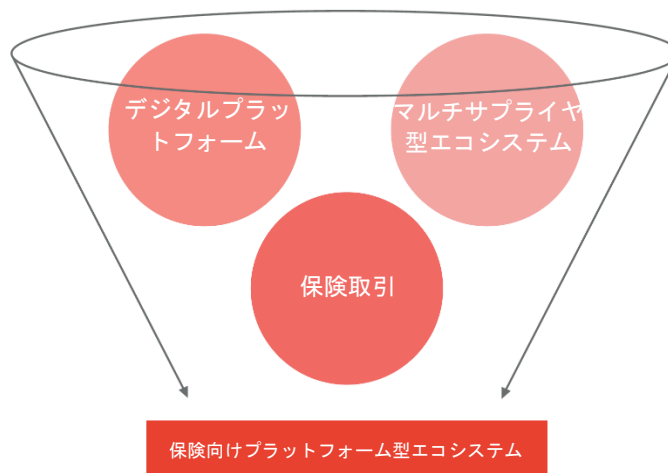 デジタルプラッ
トフォーム
マルチサプライヤ
型エコシステム
保険取引
保険向けプラットフォーム型エコシステム